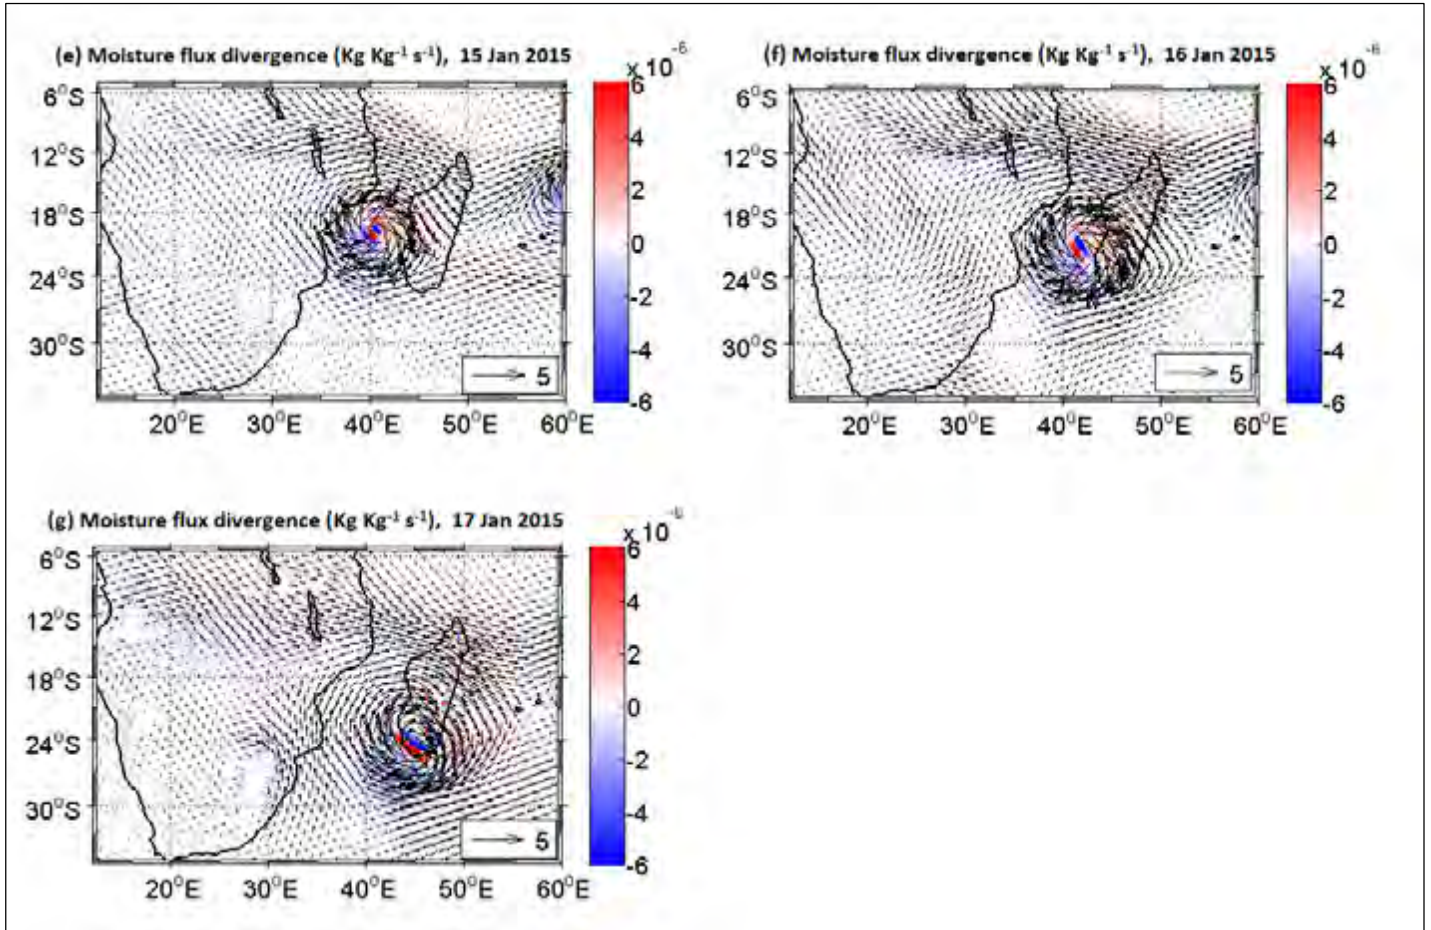 (e) Moisture flux divergence (Kg Kg⁻¹ s⁻¹), 15 Jan 2015
x 10⁻⁶
6°S
12°S
18°S
24°S
30°S
20°E 30°E 40°E 50°E 60°E
5
6
4
2
0
-2
-4
-6
(f) Moisture flux divergence (Kg Kg⁻¹ s⁻¹), 16 Jan 2015
x 10⁻⁶
6°S
12°S
18°S
24°S
30°S
20°E 30°E 40°E 50°E 60°E
5
6
4
2
0
-2
-4
-6
(g) Moisture flux divergence (Kg Kg⁻¹ s⁻¹), 17 Jan 2015
x 10⁻⁶
6°S
12°S
18°S
24°S
30°S
20°E 30°E 40°E 50°E 60°E
5
6
4
2
0
-2
-4
-6